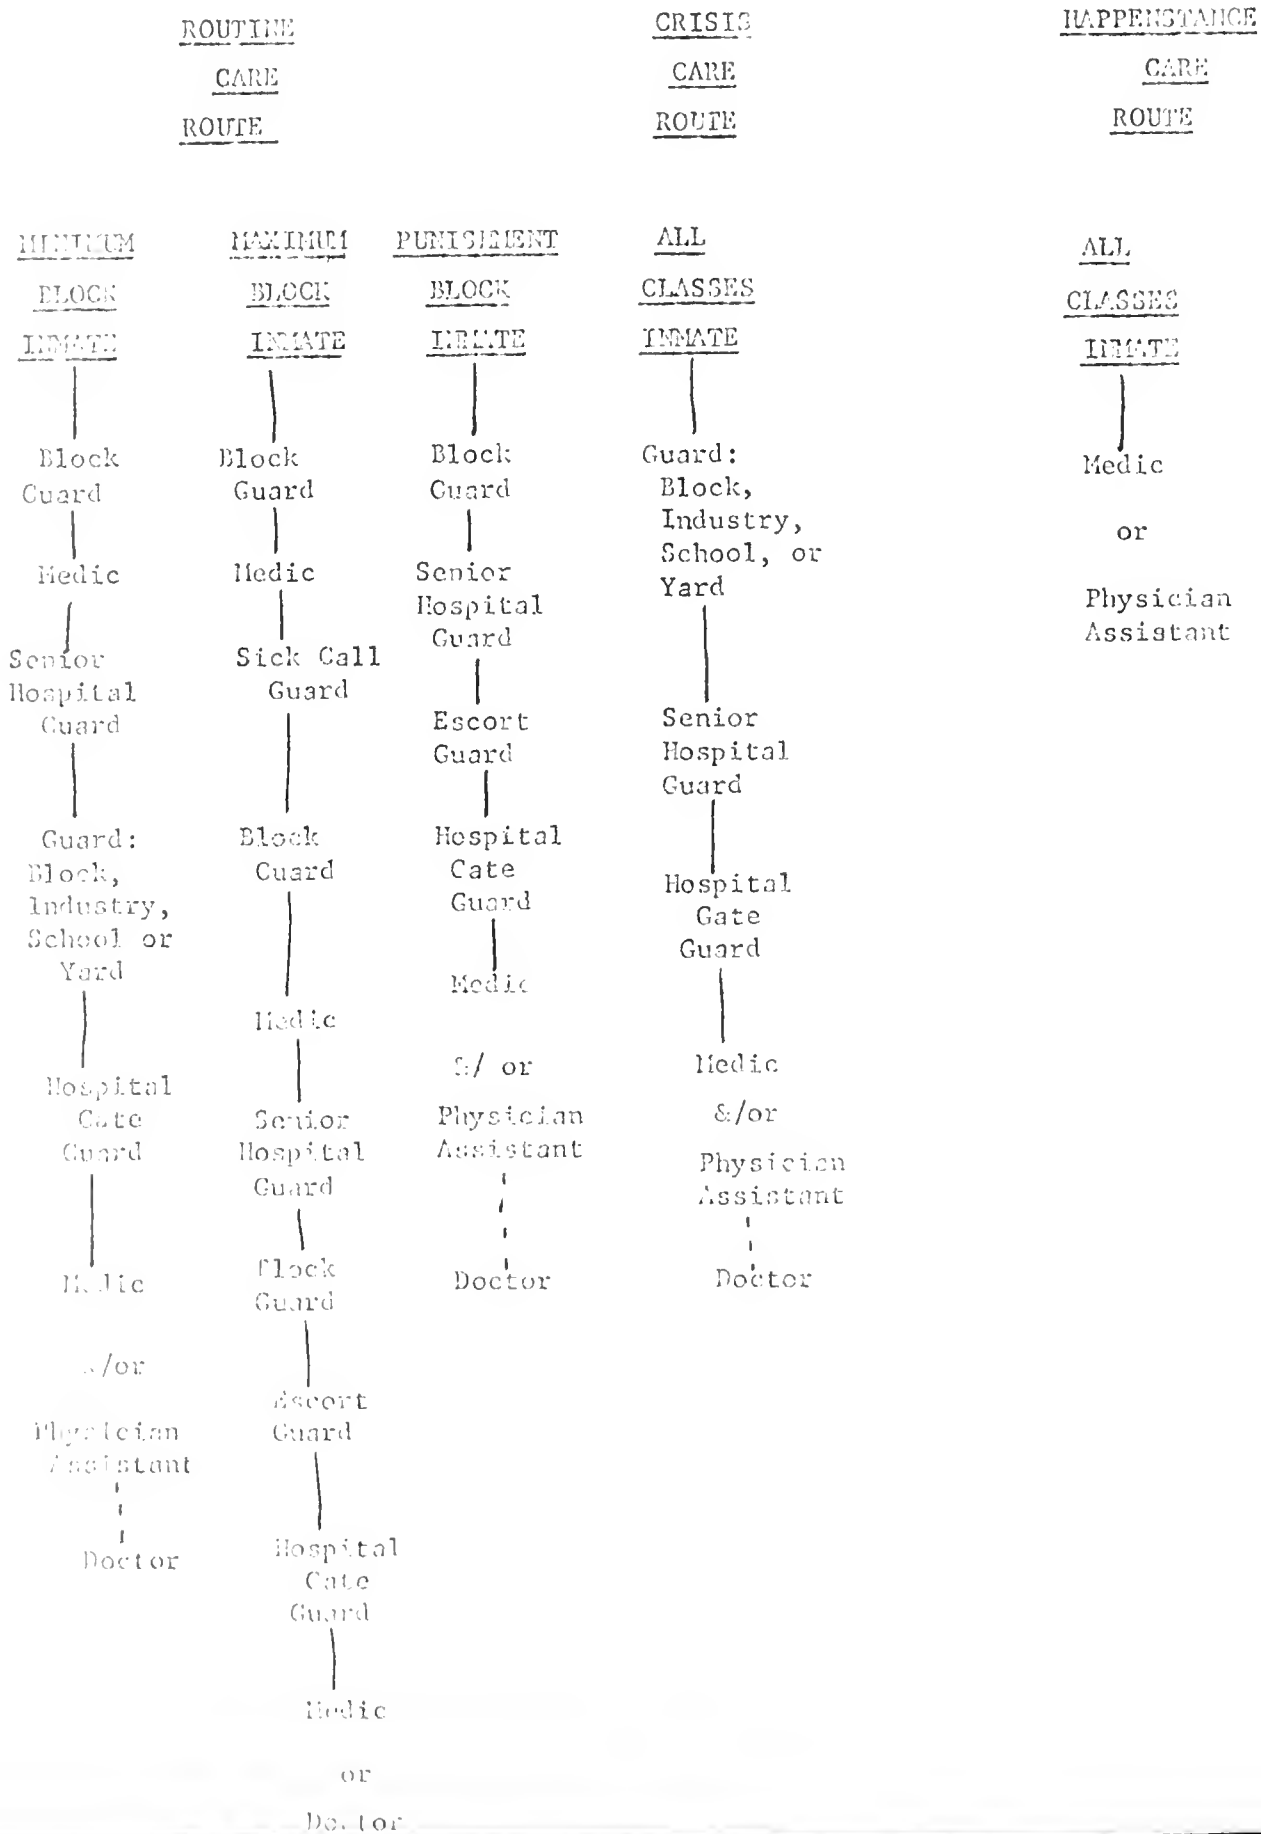 ROUTINE
CARE
ROUTE
CRISIS
CARE
ROUTE
HAPPENSTANCE
CARE
ROUTE
MINIMUM
BLOCK
INMATE
Block
Guard
Medic
Senior
Hospital
Guard
Guard:
Block,
Industry,
School or
Yard
Hospital
Gate
Guard
Medic
&/or
Physician
Assistant
Doctor
MAXIMUM
BLOCK
INMATE
Block
Guard
Medic
Sick Call
Guard
Block
Guard
Medic
Senior
Hospital
Guard
Block
Guard
Escort
Guard
Hospital
Gate
Guard
Medic
or
Doctor
PUNISHMENT
BLOCK
INMATE
Block
Guard
Senior
Hospital
Guard
Escort
Guard
Hospital
Gate
Guard
Medic
&/ or
Physician
Assistant
Doctor
ALL
CLASSES
INMATE
Guard:
Block,
Industry,
School, or
Yard
Senior
Hospital
Guard
Hospital
Gate
Guard
Medic
&/or
Physician
Assistant
Doctor
ALL
CLASSES
INMATE
Medic
or
Physician
Assistant